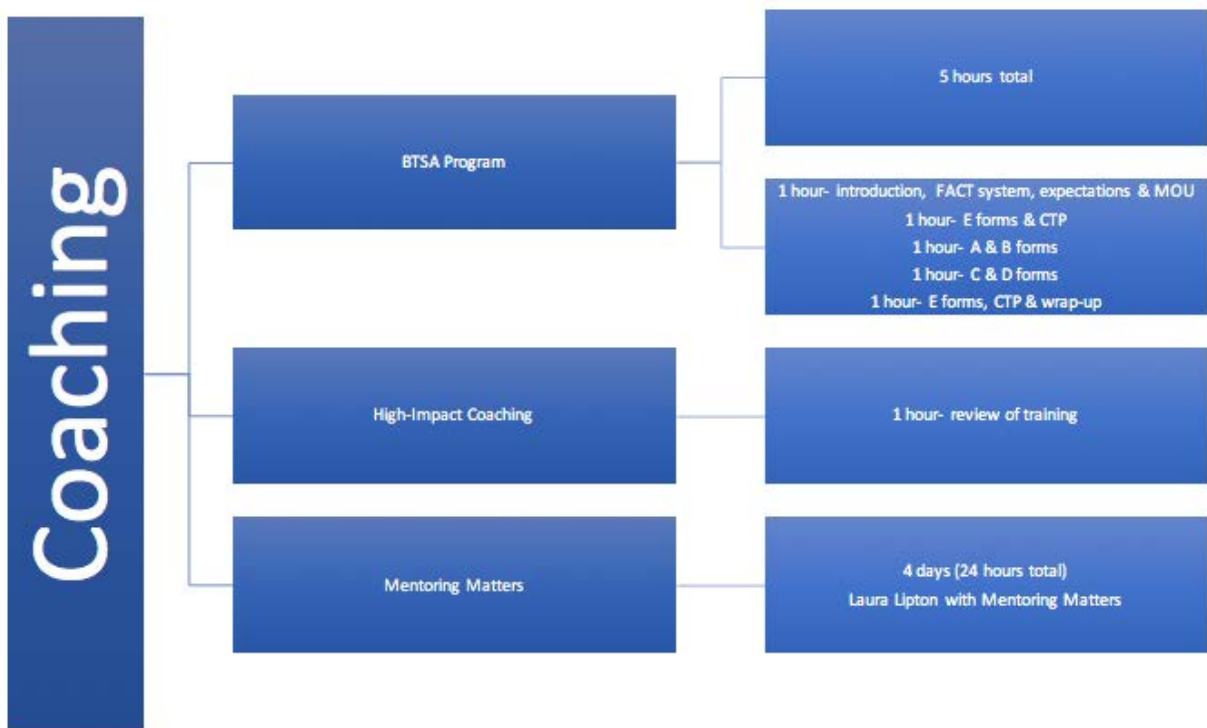 Coaching
BTSA Program
5 hours total
1 hour- introduction, FACT system, expectations & MOU
1 hour- E forms & CTP
1 hour- A & B forms
1 hour- C & D forms
1 hour- E forms, CTP & wrap-up
High-Impact Coaching
1 hour- review of training
Mentoring Matters
4 days (24 hours total)
Laura Lipton with Mentoring Matters